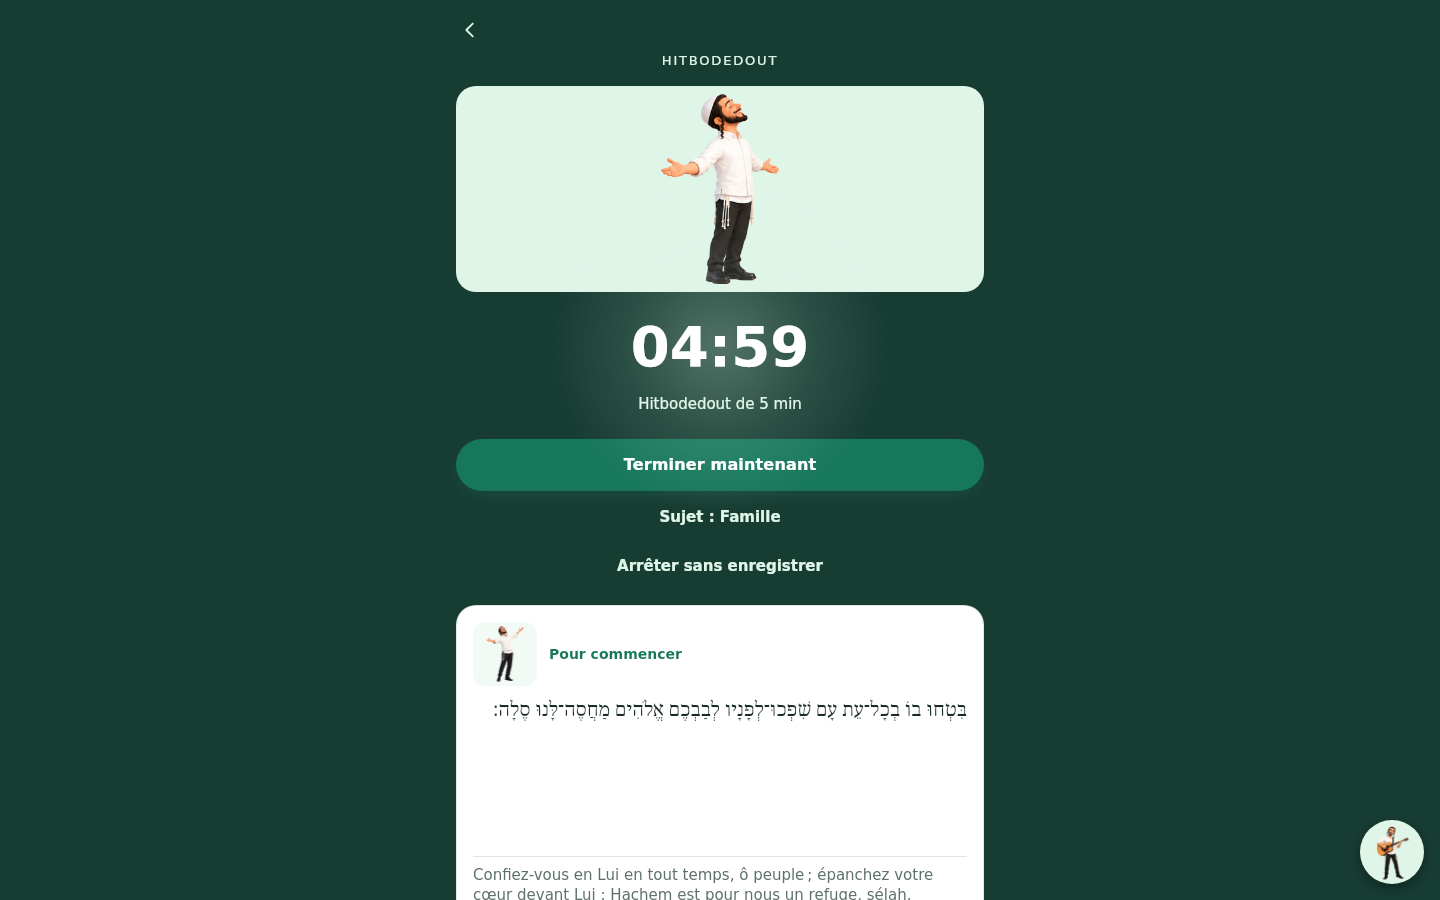 HITBODEDOUT
04:59
Hitbodedout de 5 min
Terminer maintenant
Sujet : Famille
Arrêter sans enregistrer
Pour commencer
בִּטְחוּ בוֹ בְכָל־עֵת עָם שִׁפְכוּ־לְפָנָיו לְבַבְכֶם אֱלֹהִים מַחֲסֶה־לָּנוּ סֶלָה:
Confiez-vous en Lui en tout temps, ô peuple ; épanchez votre
cœur devant Lui : Hachem est pour nous un refuge, sélah.